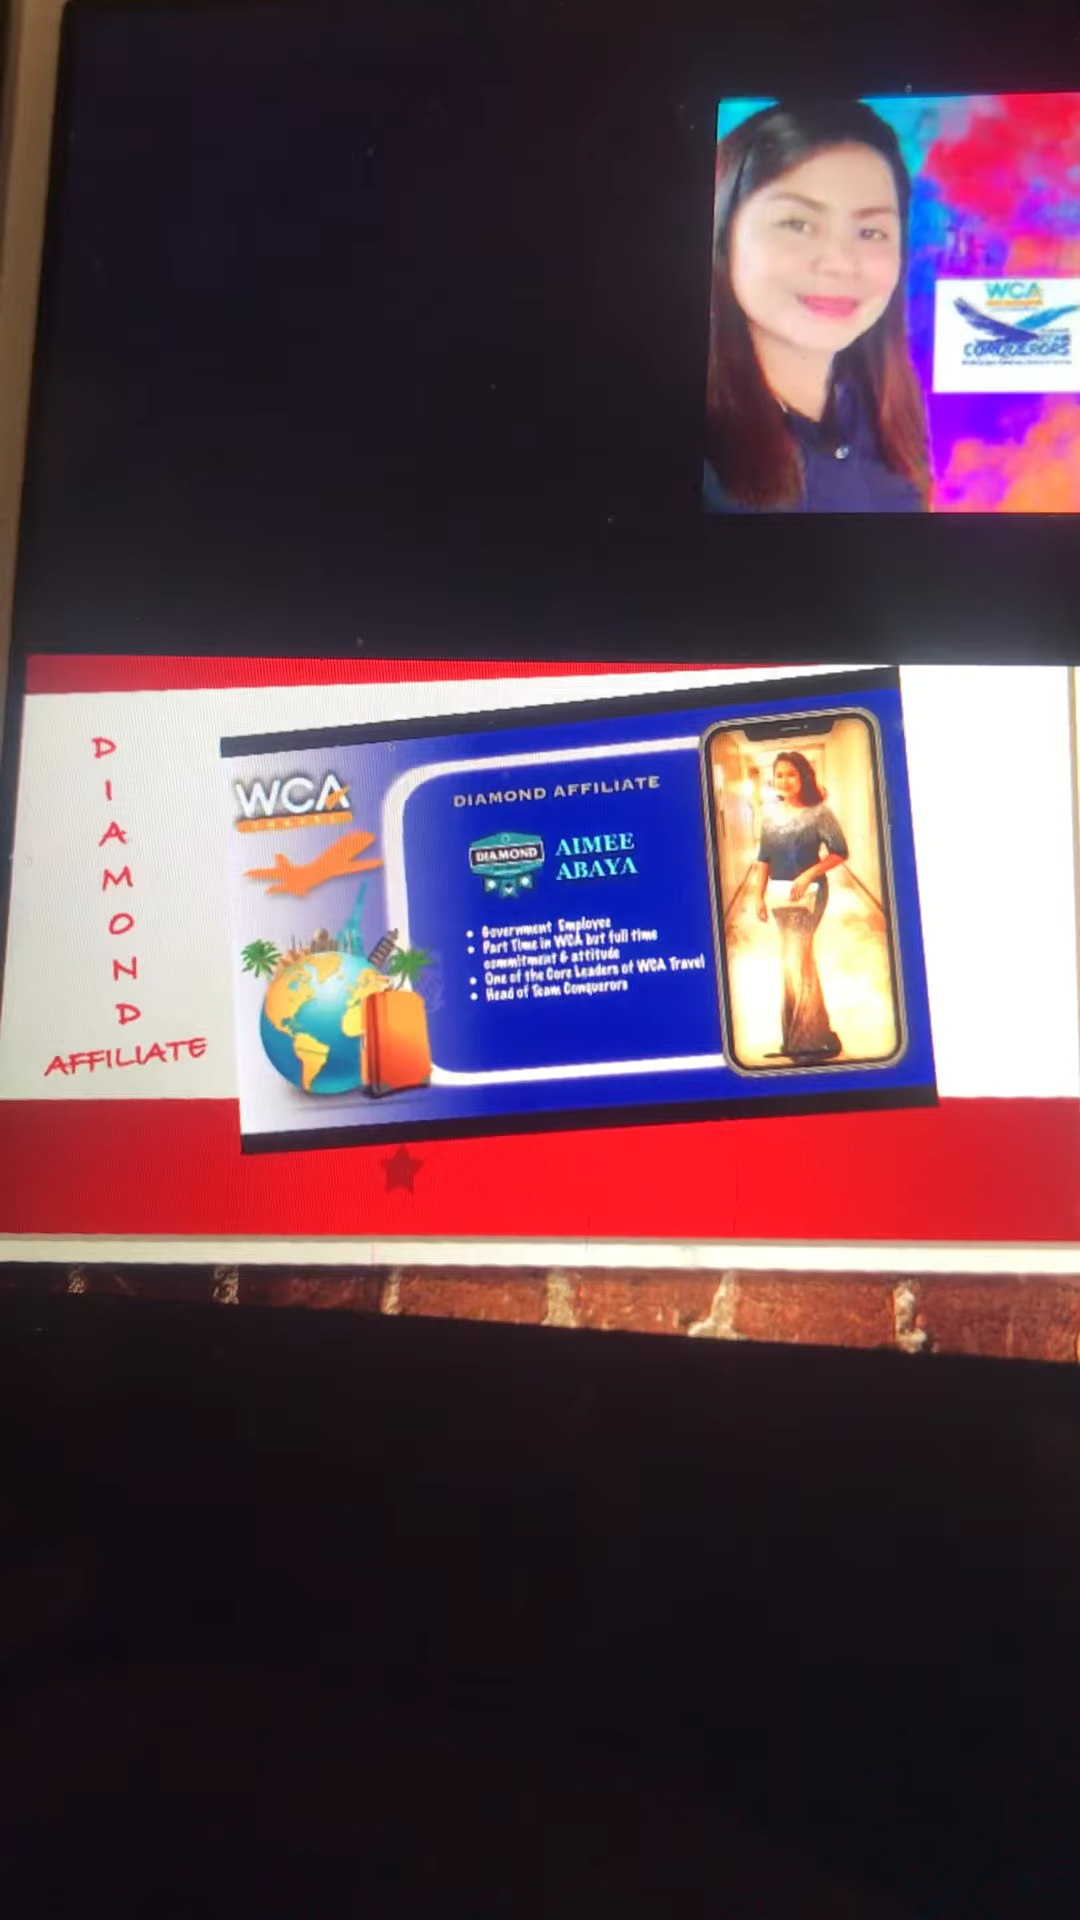 WCA
CONQUERORS
D
I
A
M
O
N
D
AFFILIATE
WCA
TRAVEL
DIAMOND AFFILIATE
DIAMOND
AIMEE
ABAYA
• Government Employee
• Part Time in WCA but full time
commitment & attitude
• One of the Core Leaders of WCA Travel
• Head of Team Conquerors